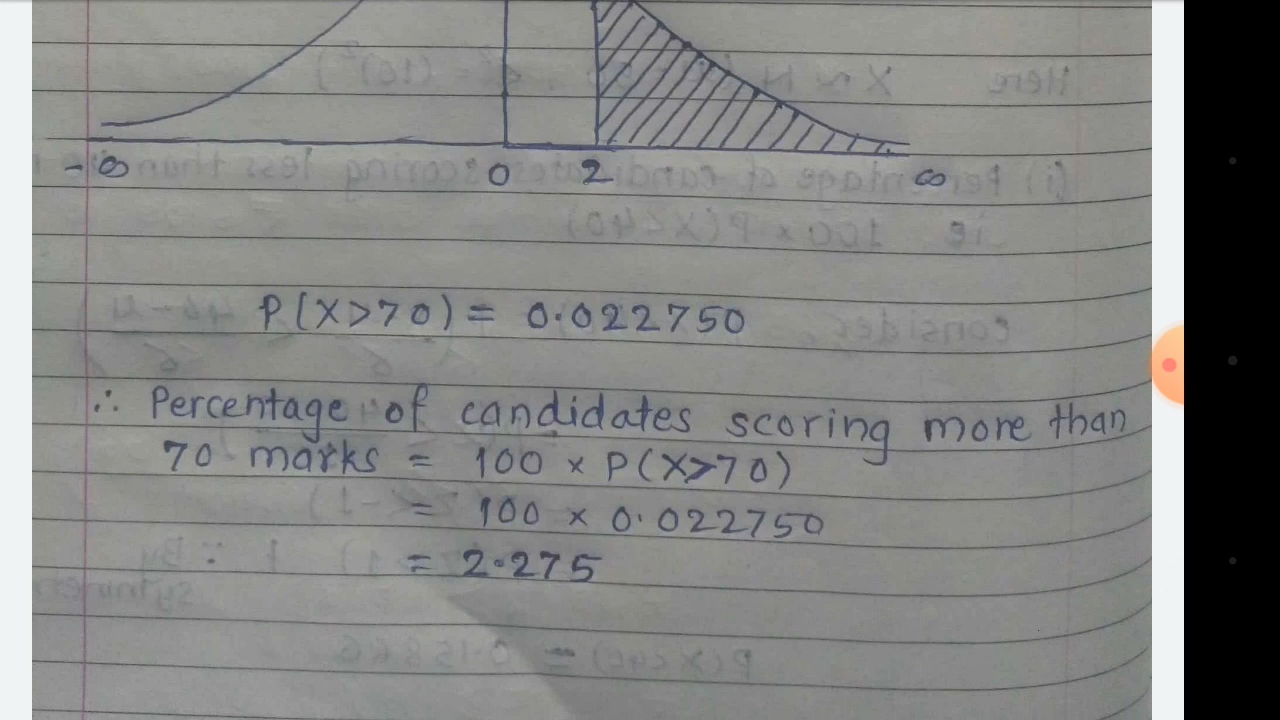 -∞ 0 2 ∞
P(X>70) = 0.022750
∴ Percentage of candidates scoring more than
70 marks = 100 × P(X>70)
= 100 × 0.022750
= 2.275